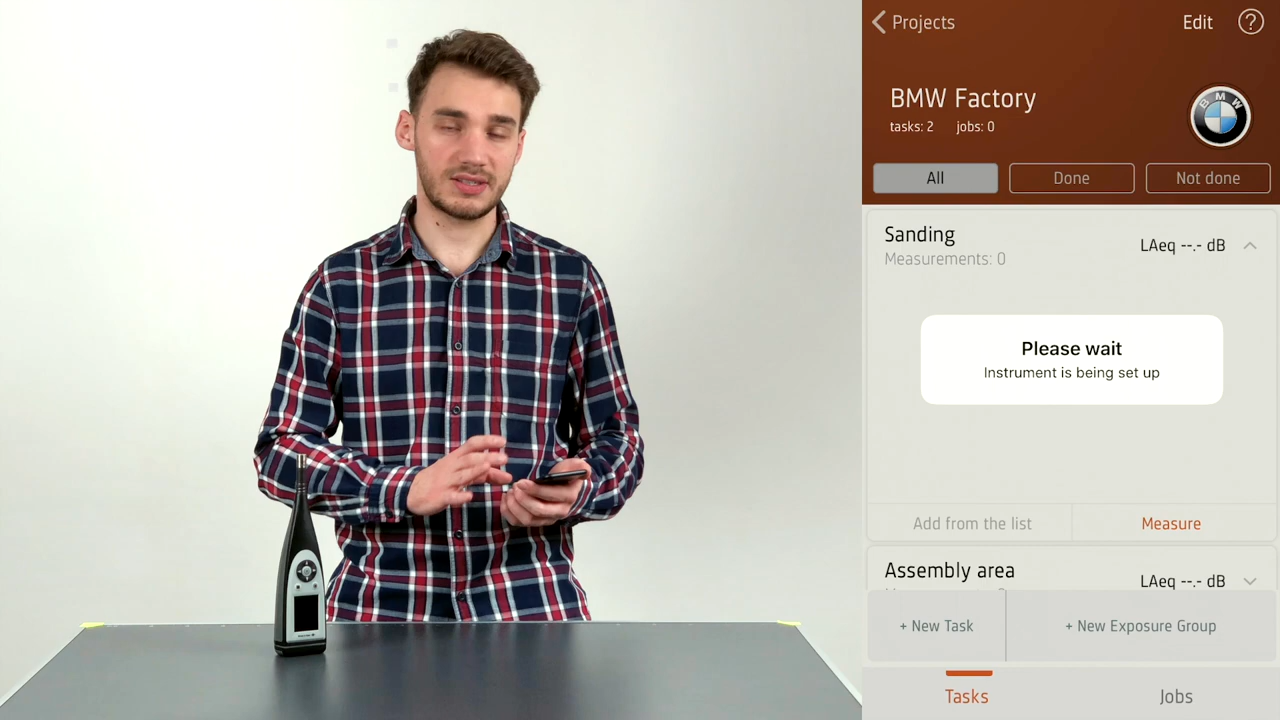 Projects
Edit
?
BMW Factory
tasks: 2 jobs: 0
BMW
All
Done
Not done
Sanding
LAeq --.- dB
Measurements: 0
Please wait
Instrument is being set up
Add from the list
Measure
Assembly area
LAeq --.- dB
+ New Task
+ New Exposure Group
Tasks
Jobs